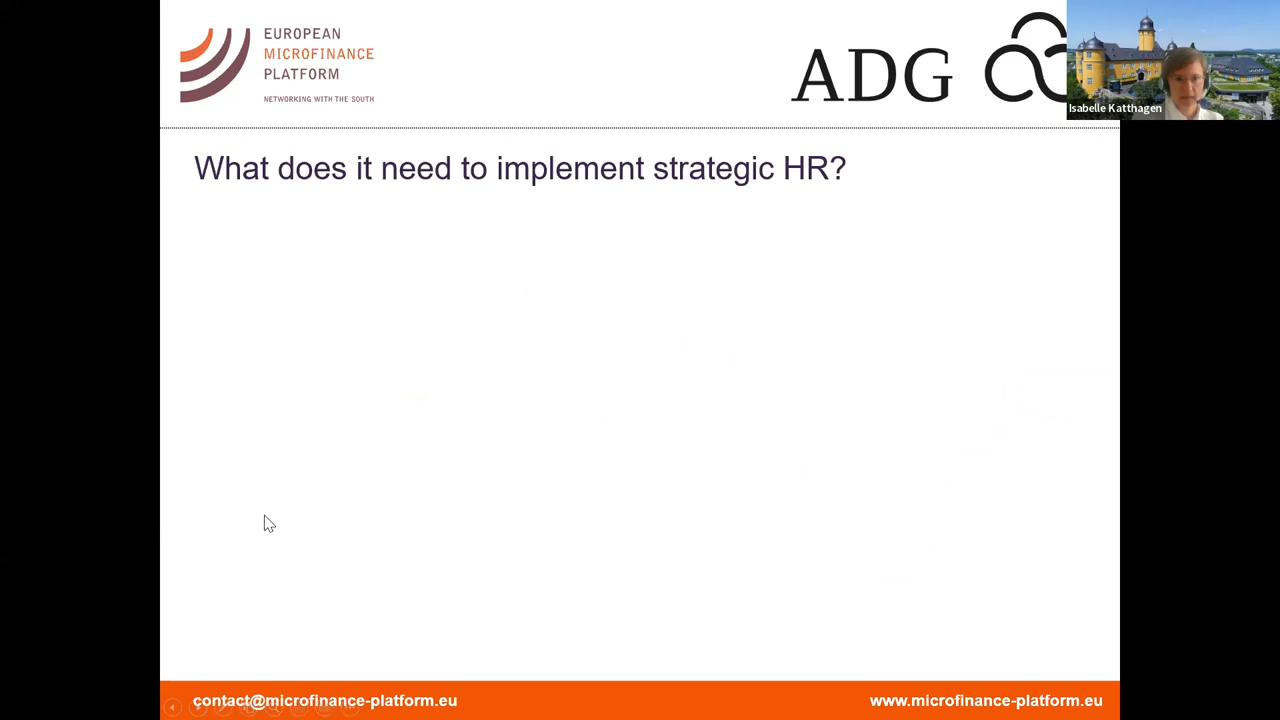 EUROPEAN
MICROFINANCE
PLATFORM
NETWORKING WITH THE SOUTH
ADG
Isabelle Katthagen
What does it need to implement strategic HR?
contact@microfinance-platform.eu
www.microfinance-platform.eu